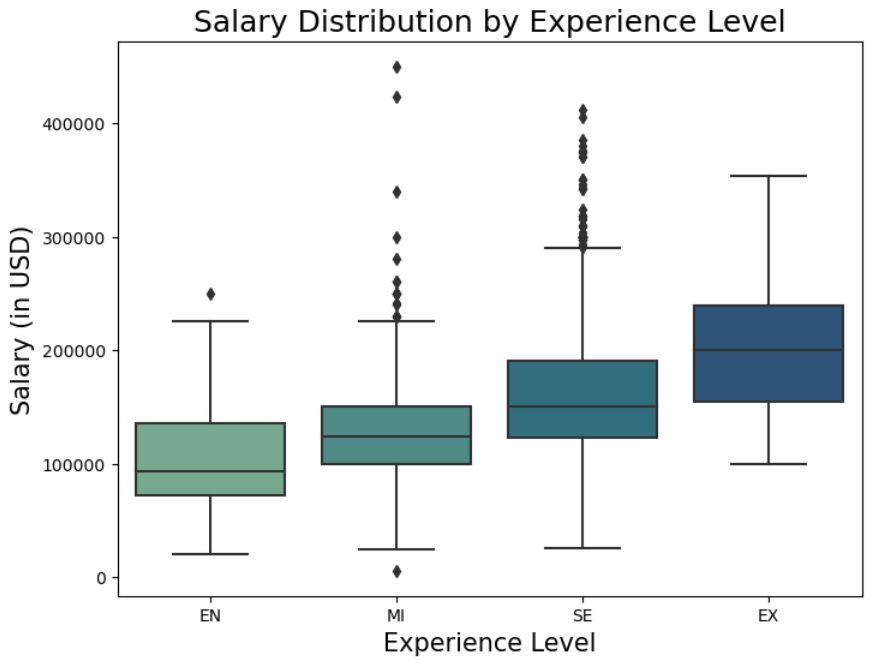 Salary Distribution by Experience Level
Salary (in USD)
400000
300000
200000
100000
0
EN MI SE EX
Experience Level